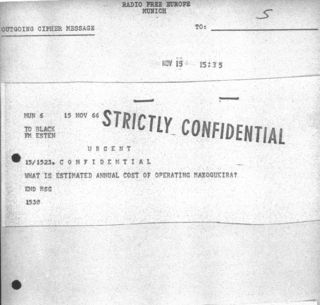 RADIO FREE EUROPE
MUNICH
S
OUTGOING CIPHER MESSAGE
TO:
NOV 15 15:35
MUN 6 15 NOV 66
STRICTLY CONFIDENTIAL
TO BLACK
FM ESTEN
URGENT
15/1523. CONFIDENTIAL
WHAT IS ESTIMATED ANNUAL COST OF OPERATING MAXOGUKIRA?
END MSG
1530